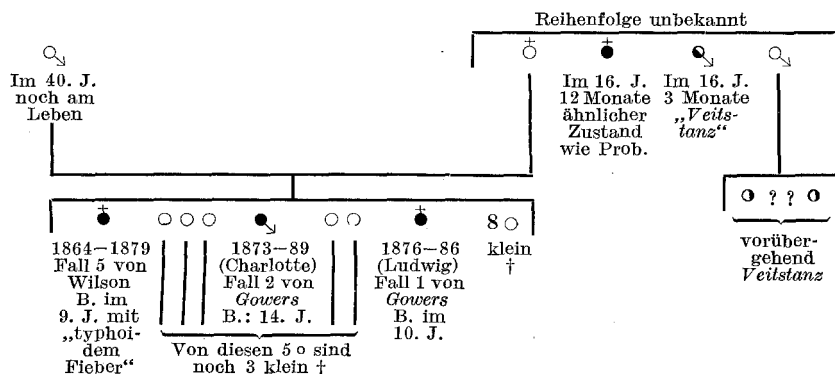 Reihenfolge unbekannt
Im 40. J.
noch am
Leben
Im 16. J.
12 Monate
ähnlicher
Zustand
wie Prob.
Im 16. J.
3 Monate
„Veits-
tanz“
? ?
vorüber-
gehend
Veitstanz
1864—1879
Fall 5 von
Wilson
B. im
9. J. mit
„typhoi-
dem
Fieber“
1873—89
(Charlotte)
Fall 2 von
Gowers
B.: 14. J.
1876—86
(Ludwig)
Fall 1 von
Gowers
B. im
10. J.
8
klein
†
Von diesen 5 ○ sind
noch 3 klein †